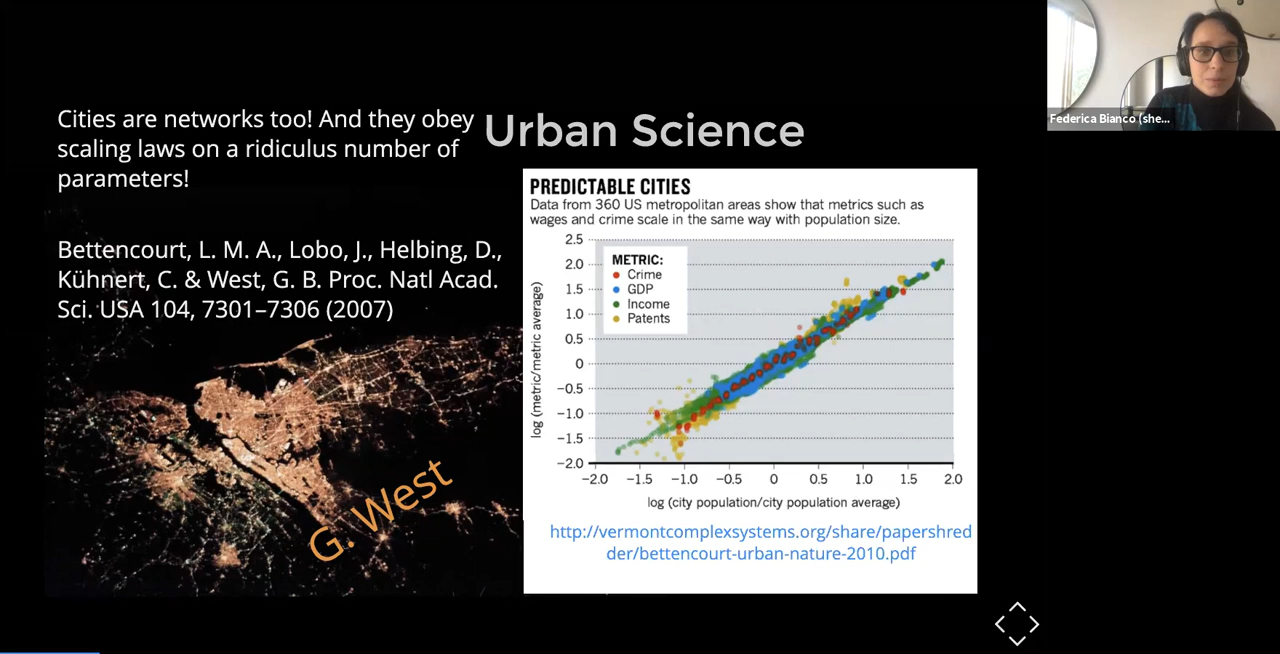 Cities are networks too! And they obey
scaling laws on a ridiculus number of
parameters!
Bettencourt, L. M. A., Lobo, J., Helbing, D.,
Kühnert, C. & West, G. B. Proc. Natl Acad.
Sci. USA 104, 7301–7306 (2007)
G. West
Urban Science
PREDICTABLE CITIES
Data from 360 US metropolitan areas show that metrics such as
wages and crime scale in the same way with population size.
log (metric/metric average)
2.5
2.0
1.5
1.0
0.5
0
−0.5
−1.0
−1.5
−2.0
METRIC:
Crime
GDP
Income
Patents
−2.0 −1.5 −1.0 −0.5 0 0.5 1.0 1.5 2.0
log (city population/city population average)
http://vermontcomplexsystems.org/share/papershred
der/bettencourt-urban-nature-2010.pdf
Federica Bianco (she...